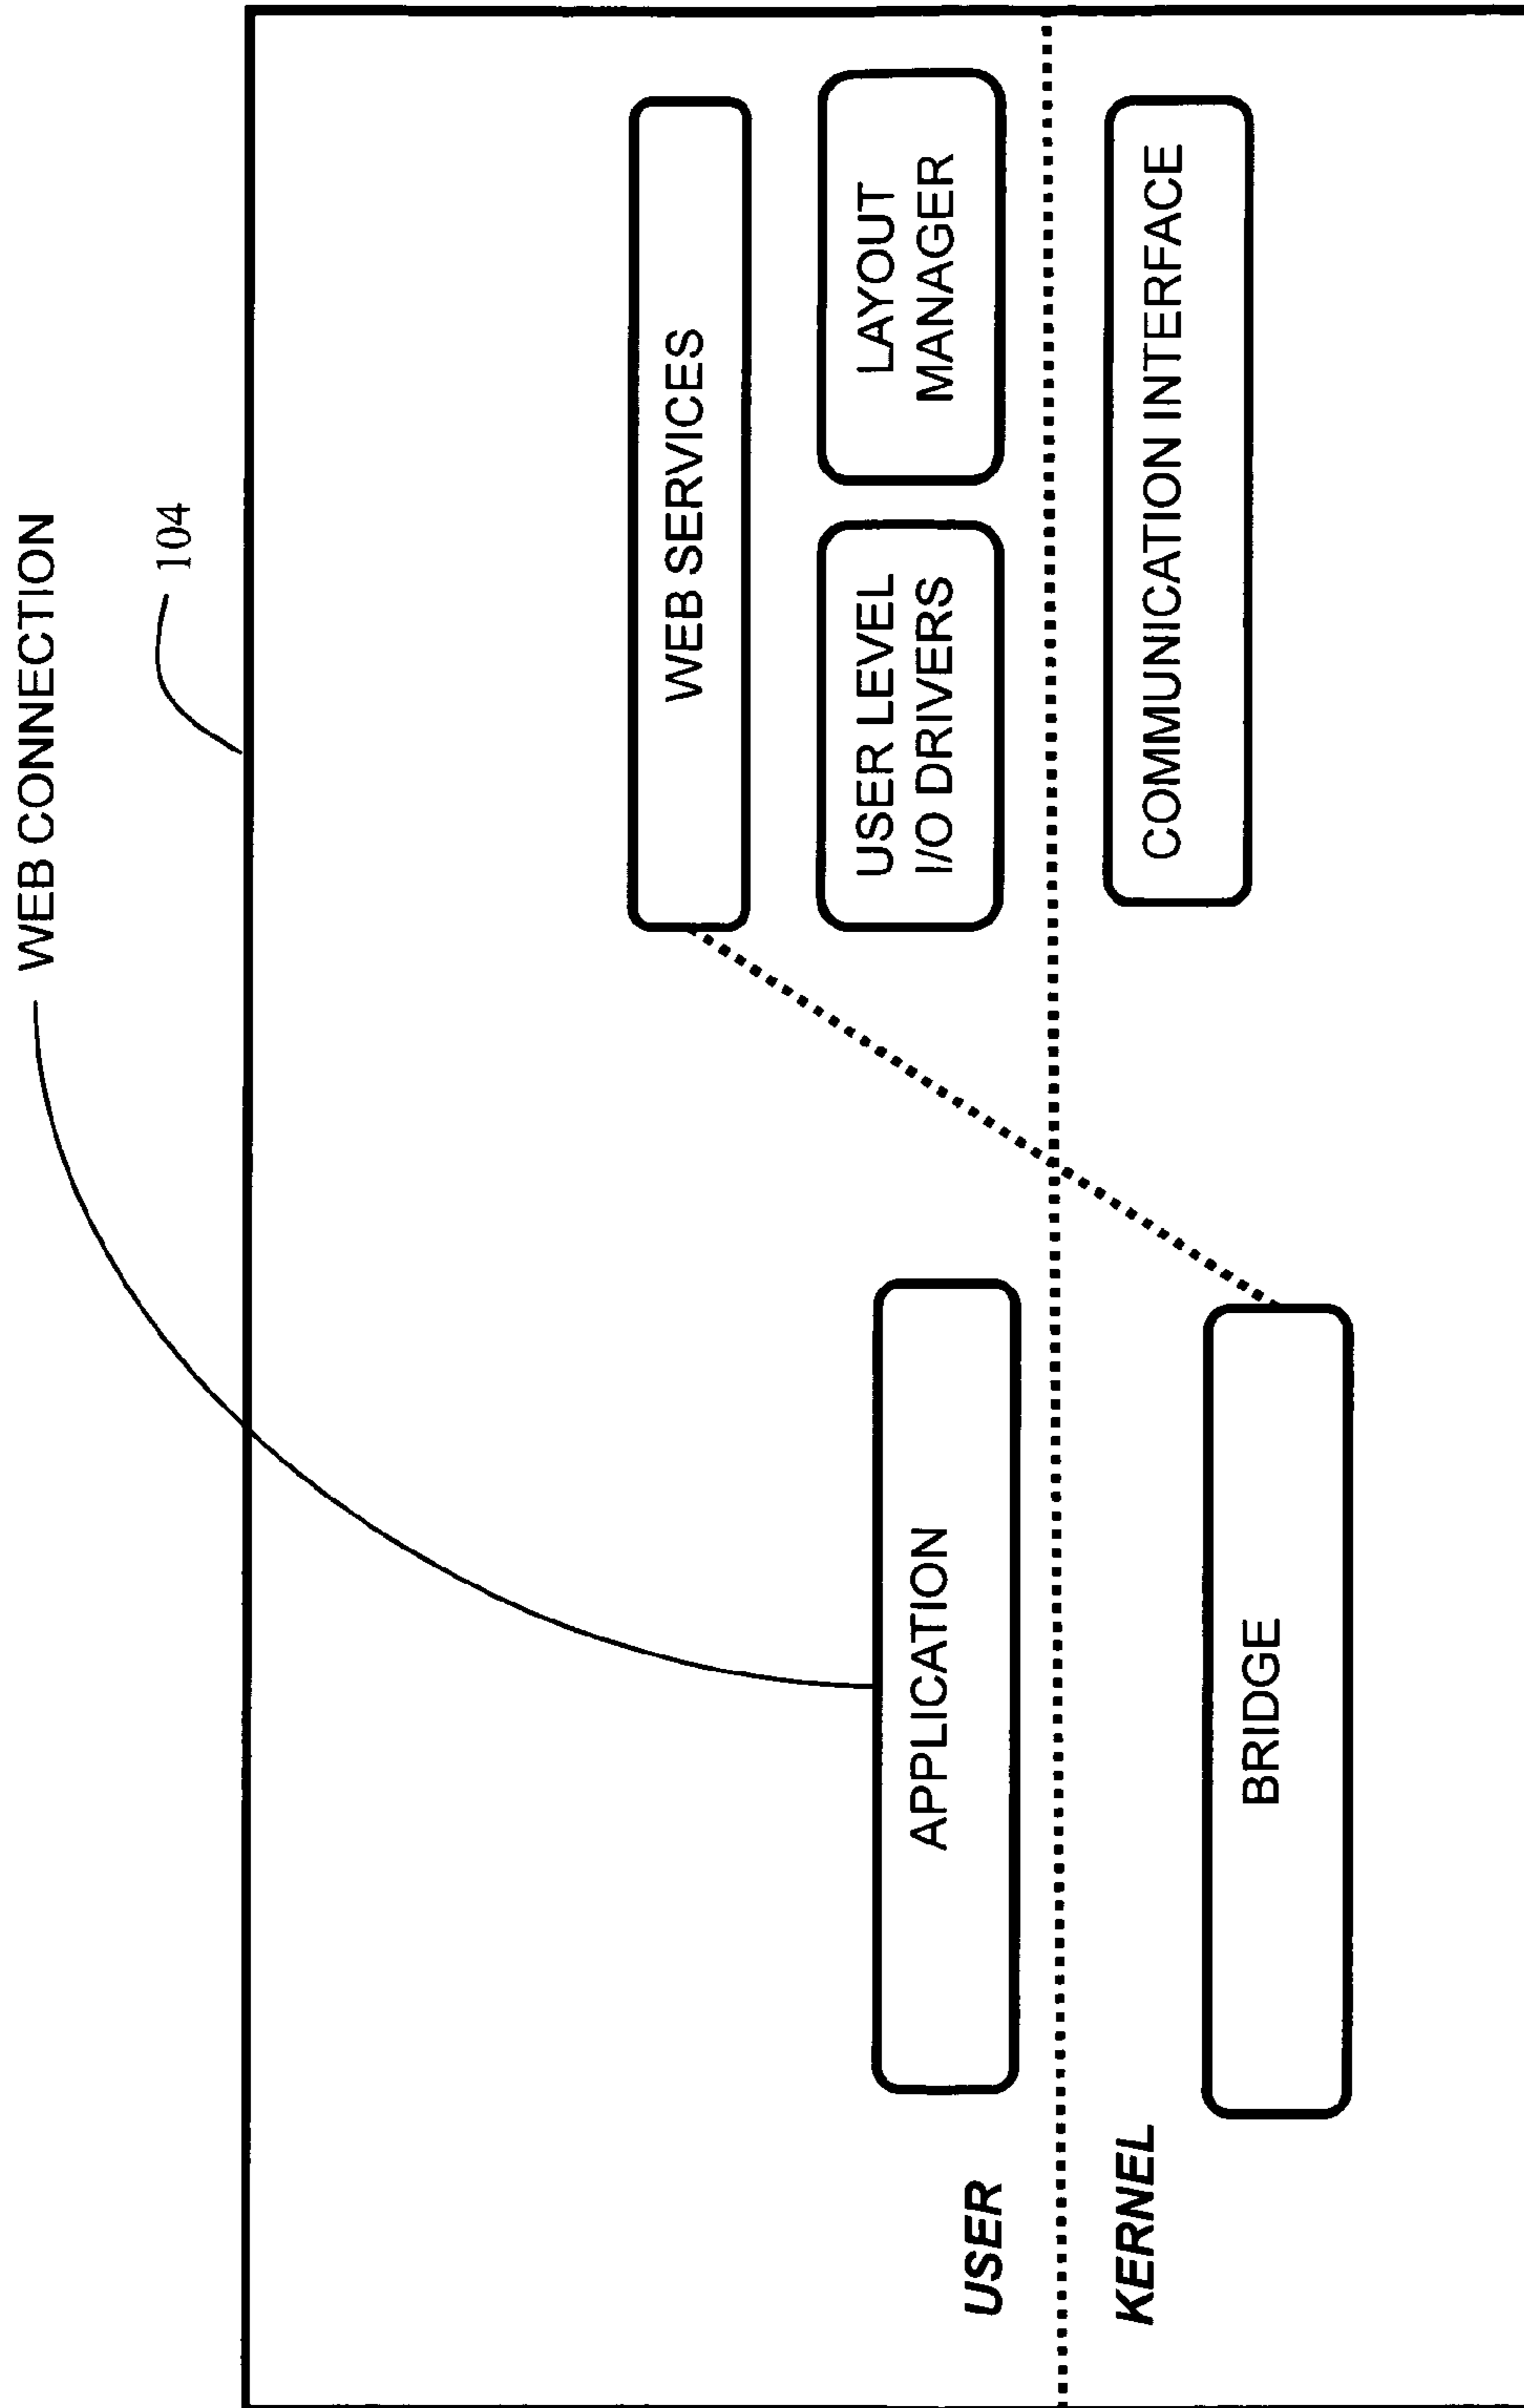 WEB CONNECTION
104
WEB SERVICES
USER LEVEL
I/O DRIVERS
LAYOUT
MANAGER
APPLICATION
USER
KERNEL
COMMUNICATION INTERFACE
BRIDGE